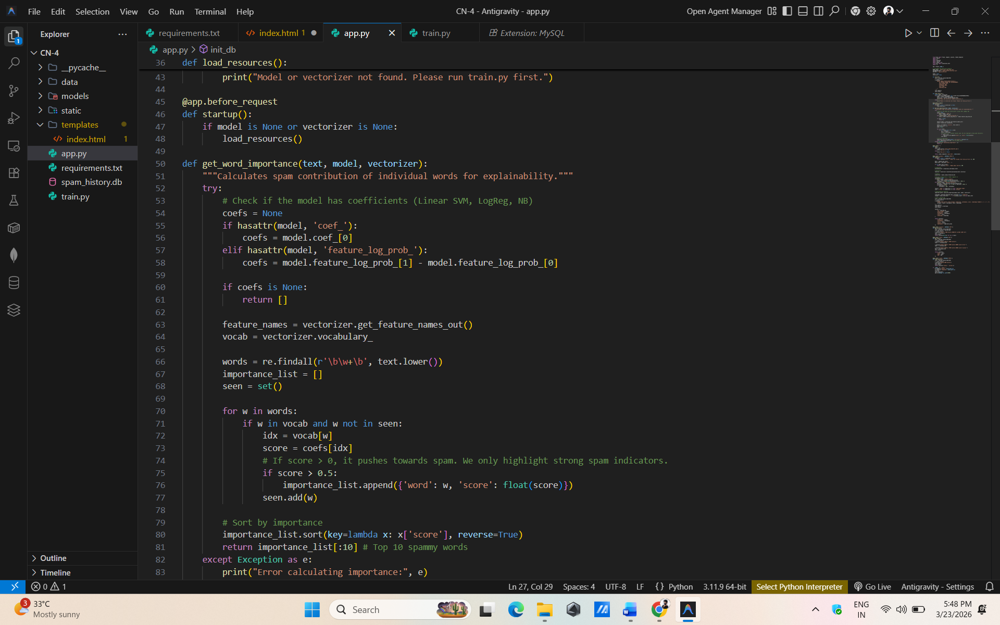 File Edit Selection View Go Run Terminal Help
CN-4 - Antigravity - app.py
Open Agent Manager
Explorer
requirements.txt
index.html 1
app.py
train.py
Extension: MySQL
1
CN-4
__pycache__
data
models
static
templates
index.html 1
app.py
requirements.txt
spam_history.db
train.py
Outline
Timeline
app.py > init_db
36 def load_resources():
43 print("Model or vectorizer not found. Please run train.py first.")
44
45 @app.before_request
46 def startup():
47 if model is None or vectorizer is None:
48 load_resources()
49
50 def get_word_importance(text, model, vectorizer):
51 """Calculates spam contribution of individual words for explainability."""
52 try:
53 # Check if the model has coefficients (Linear SVM, LogReg, NB)
54 coefs = None
55 if hasattr(model, 'coef_'):
56 coefs = model.coef_[0]
57 elif hasattr(model, 'feature_log_prob_'):
58 coefs = model.feature_log_prob_[1] - model.feature_log_prob_[0]
59
60 if coefs is None:
61 return []
62
63 feature_names = vectorizer.get_feature_names_out()
64 vocab = vectorizer.vocabulary_
65
66 words = re.findall(r'\b\w+\b', text.lower())
67 importance_list = []
68 seen = set()
69
70 for w in words:
71 if w in vocab and w not in seen:
72 idx = vocab[w]
73 score = coefs[idx]
74 # If score > 0, it pushes towards spam. We only highlight strong spam indicators.
75 if score > 0.5:
76 importance_list.append({'word': w, 'score': float(score)})
77 seen.add(w)
78
79 # Sort by importance
80 importance_list.sort(key=lambda x: x['score'], reverse=True)
81 return importance_list[:10] # Top 10 spammy words
82 except Exception as e:
83 print("Error calculating importance:", e)
0 1
Ln 27, Col 29 Spaces: 4 UTF-8 LF {} Python 3.11.9 64-bit Select Python Interpreter Go Live Antigravity - Settings
3
33°C
Mostly sunny
Search
ENG
IN
5:48 PM
3/23/2026